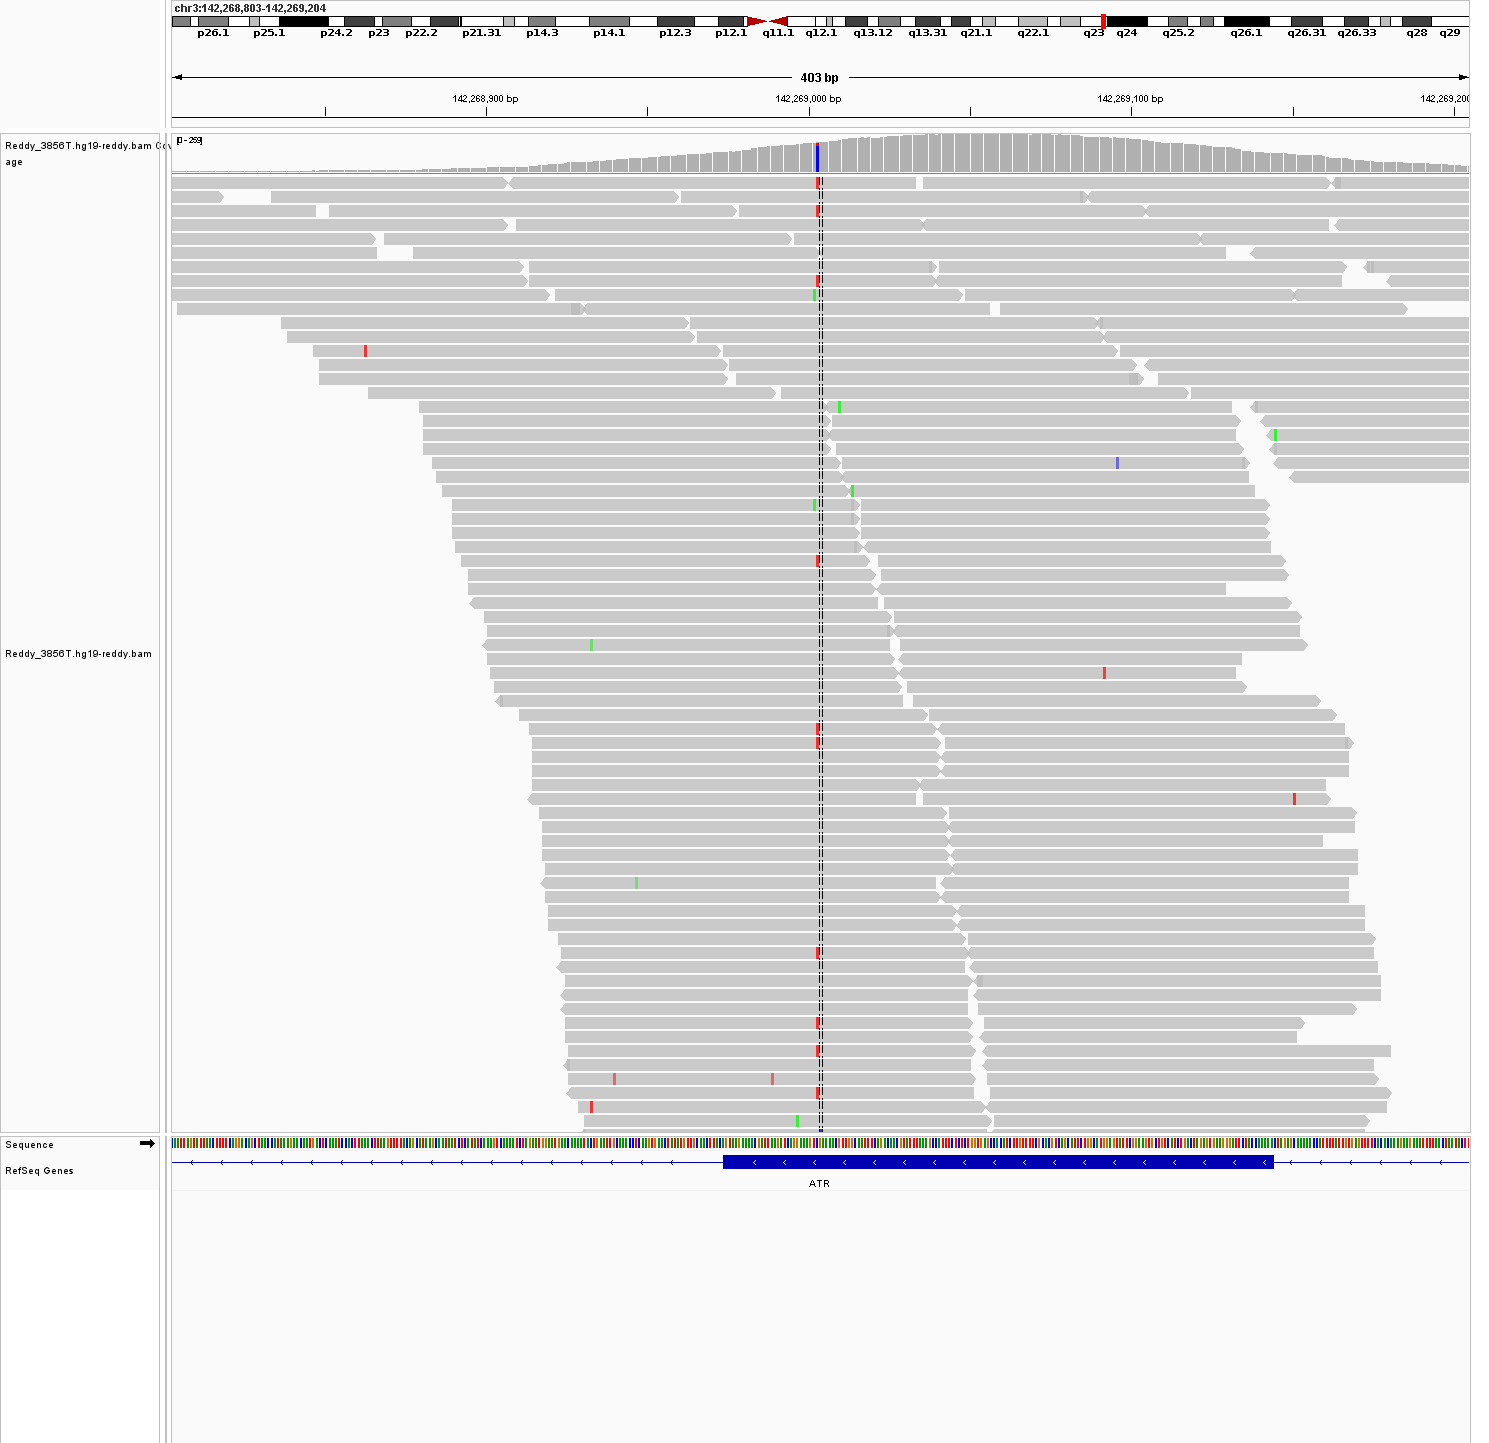 chr3:142,268,803-142,269,204
p26.1 p25.1 p24.2 p23 p22.2 p21.31 p14.3 p14.1 p12.3 p12.1 q11.1 q12.1 q13.12 q13.31 q21.1 q22.1 q23 q24 q25.2 q26.1 q26.31 q26.33 q28 q29
403 bp
142,268,900 bp 142,269,000 bp 142,269,100 bp 142,269,200
[0 - 259]
Reddy_3856T.hg19-reddy.bam Cov
age
Reddy_3856T.hg19-reddy.bam
Sequence
RefSeq Genes
ATR